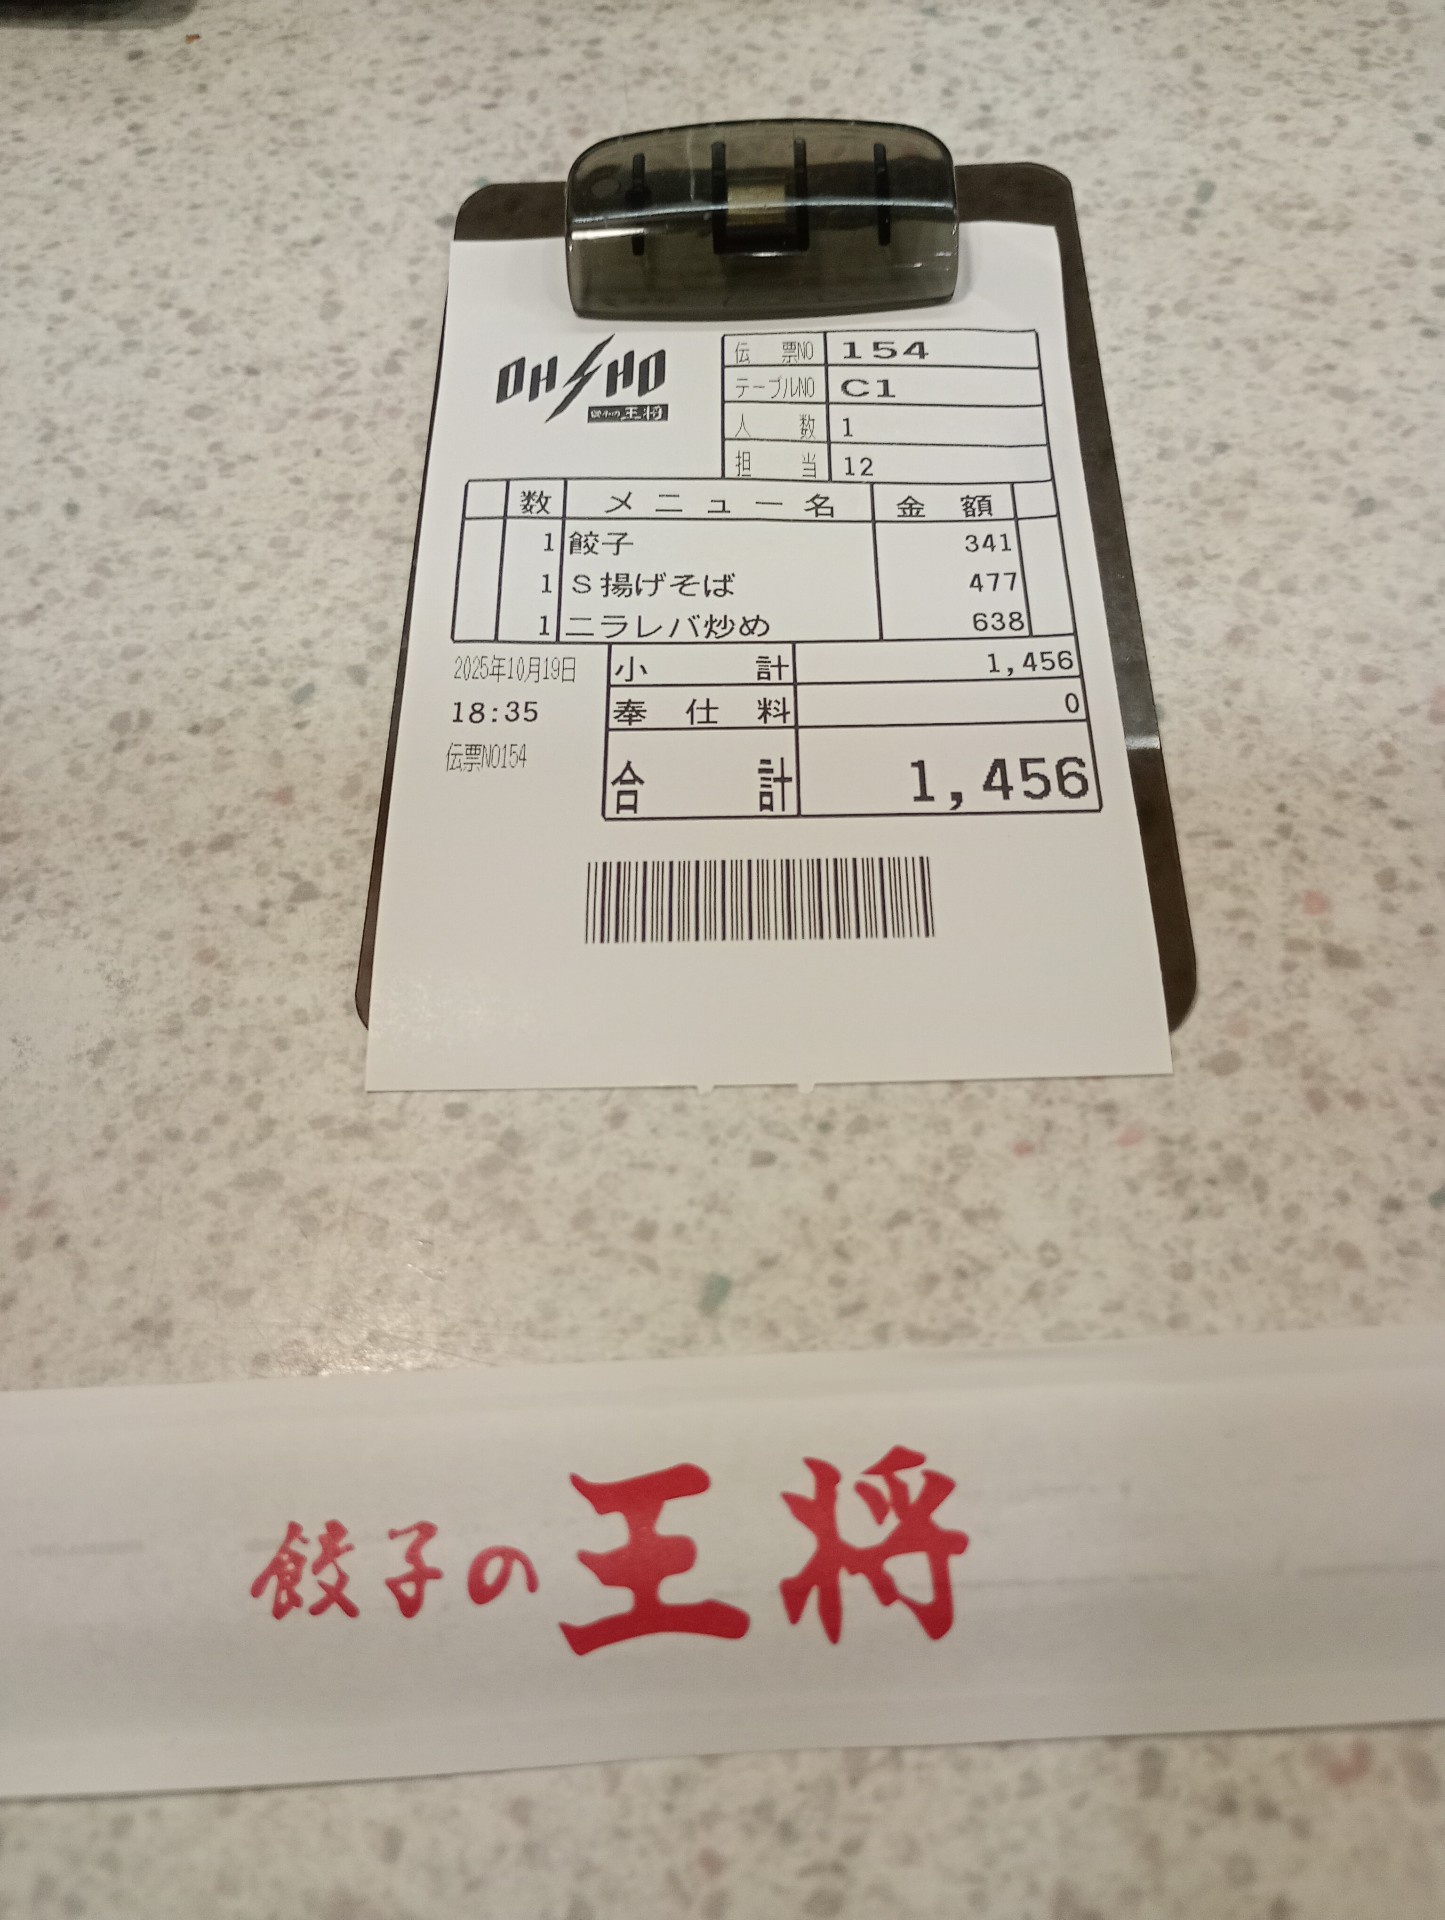 OHSHO
餃子の王将
伝票NO 154
テーブルNO C1
人数 1
担当 12
数 メニュー名 金額
1 餃子 341
1 S揚げそば 477
1 ニラレバ炒め 638
小計 1,456
奉仕料 0
合計 1,456
2025年10月19日
18:35
伝票NO154
餃子の王将